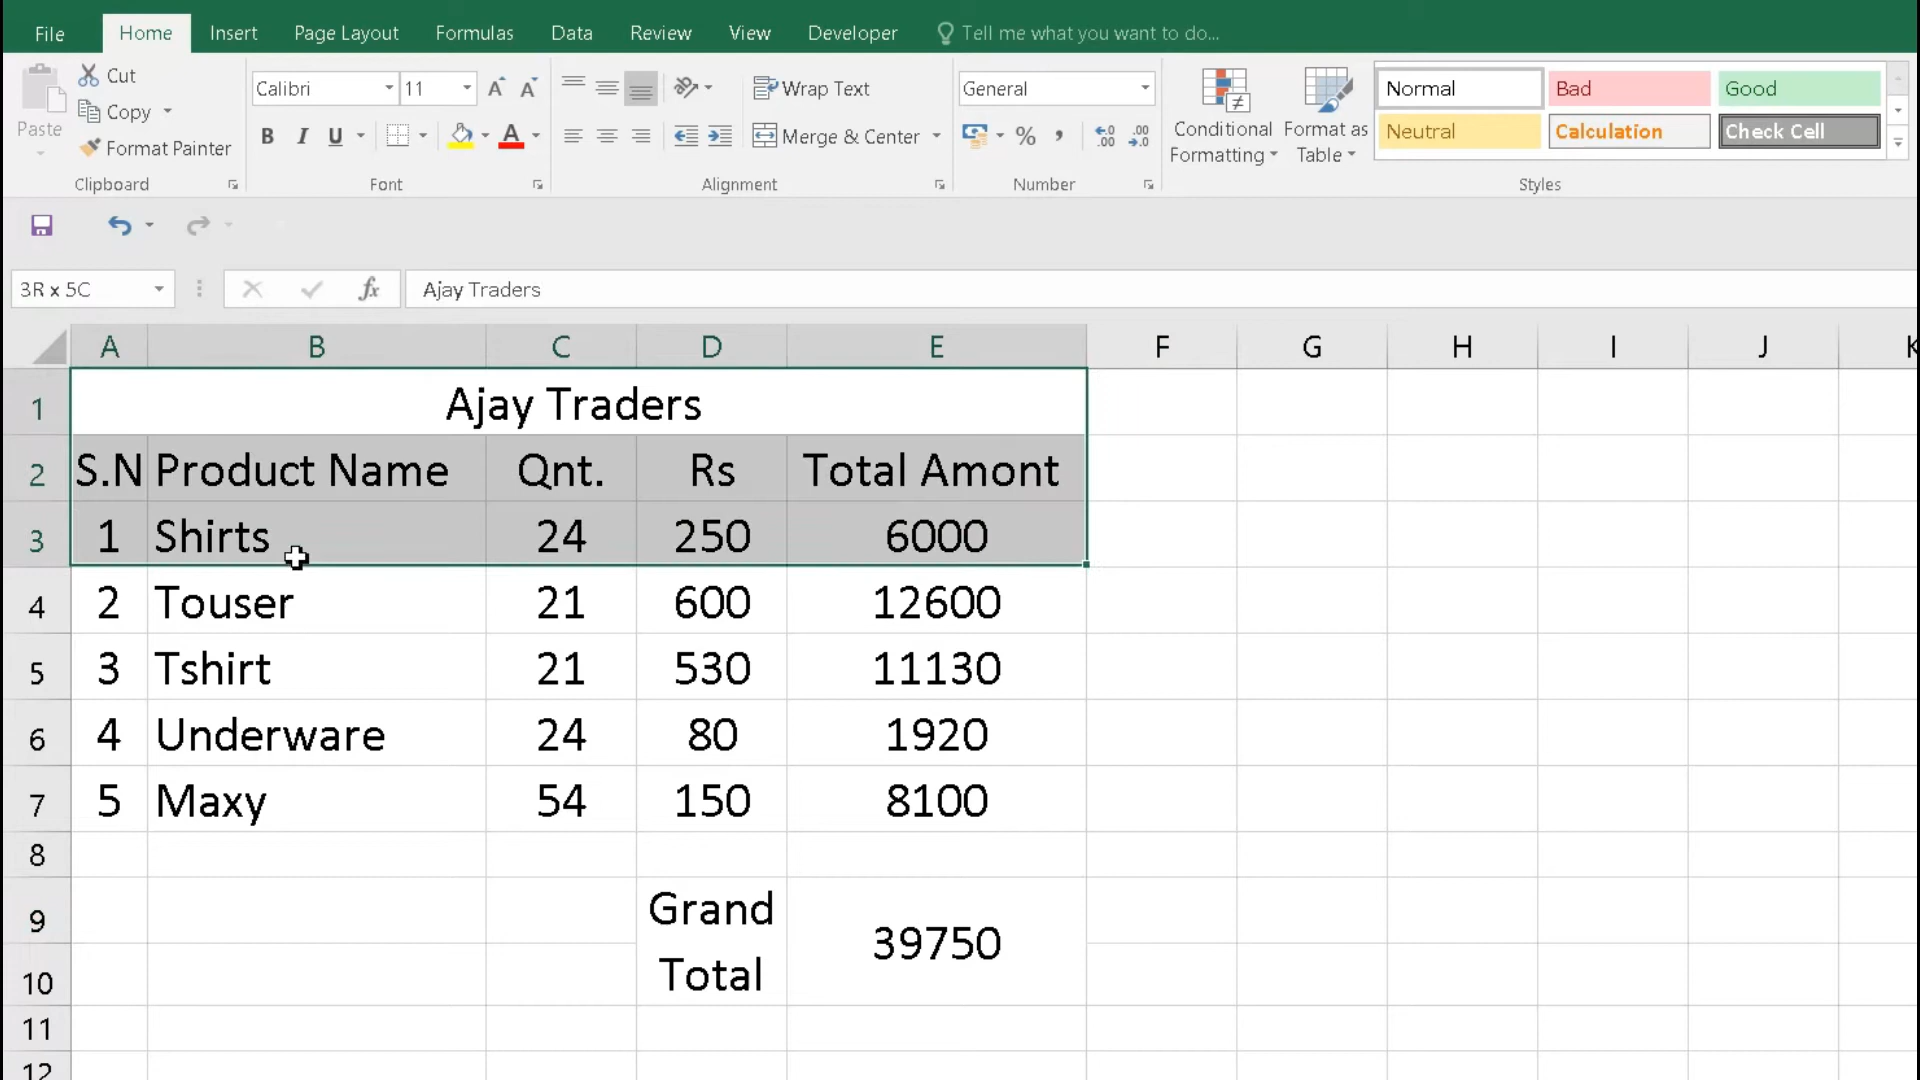 File Home Insert Page Layout Formulas Data Review View Developer Tell me what you want to do...
Paste
Cut
Copy
Format Painter
Clipboard
Calibri 11 A A
B I U A
Font
Wrap Text
Merge & Center
Alignment
General
% , .0 .00 .00 .0
Number
Conditional Formatting
Format as Table
Normal Bad Good
Neutral Calculation Check Cell
Styles
3R x 5C fx Ajay Traders
A B C D E F G H I J K
1 Ajay Traders
2 S.N Product Name Qnt. Rs Total Amont
3 1 Shirts 24 250 6000
4 2 Touser 21 600 12600
5 3 Tshirt 21 530 11130
6 4 Underware 24 80 1920
7 5 Maxy 54 150 8100
8
9 Grand
39750
10 Total
11
12